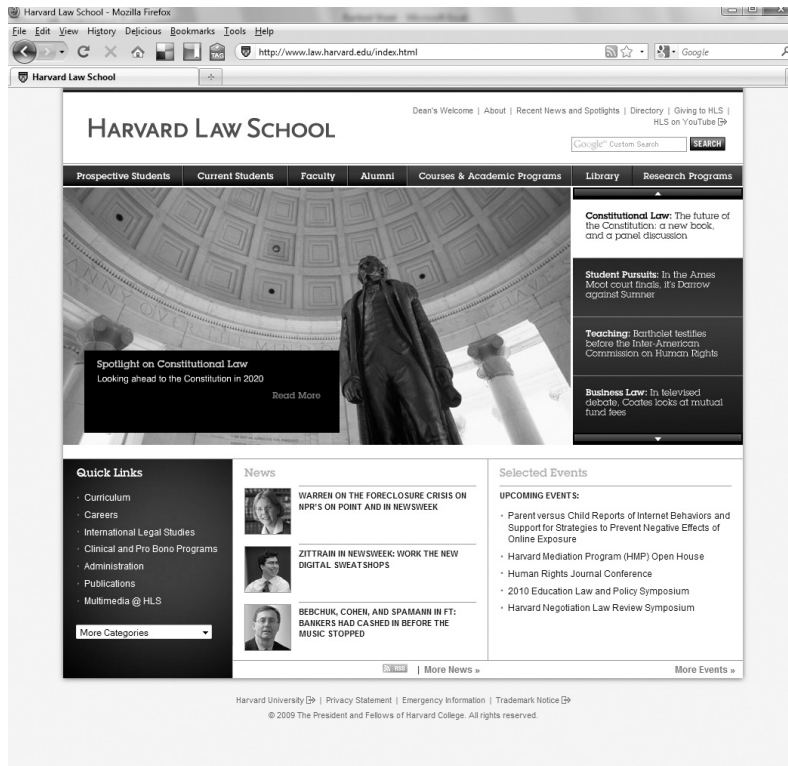 Harvard Law School - Mozilla Firefox
File Edit View History Delicious Bookmarks Tools Help
TAG
http://www.law.harvard.edu/index.html
Google
Harvard Law School
Dean's Welcome | About | Recent News and Spotlights | Directory | Giving to HLS |
HLS on YouTube
HARVARD LAW SCHOOL
Google™ Custom Search SEARCH
Prospective Students Current Students Faculty Alumni Courses & Academic Programs Library Research Programs
Constitutional Law: The future of
the Constitution: a new book,
and a panel discussion
Student Pursuits: In the Ames
Moot court finals, it's Darrow
against Sumner
Teaching: Bartholet testifies
before the Inter-American
Commission on Human Rights
Business Law: In televised
debate, Coates looks at mutual
fund fees
Spotlight on Constitutional Law
Looking ahead to the Constitution in 2020
Read More
Quick Links
· Curriculum
· Careers
· International Legal Studies
· Clinical and Pro Bono Programs
· Administration
· Publications
· Multimedia @ HLS
More Categories
News
WARREN ON THE FORECLOSURE CRISIS ON
NPR'S ON POINT AND IN NEWSWEEK
ZITTRAIN IN NEWSWEEK: WORK THE NEW
DIGITAL SWEATSHOPS
BEBCHUK, COHEN, AND SPAMANN IN FT:
BANKERS HAD CASHED IN BEFORE THE
MUSIC STOPPED
RSS | More News »
Selected Events
UPCOMING EVENTS:
· Parent versus Child Reports of Internet Behaviors and
Support for Strategies to Prevent Negative Effects of
Online Exposure
· Harvard Mediation Program (HMP) Open House
· Human Rights Journal Conference
· 2010 Education Law and Policy Symposium
· Harvard Negotiation Law Review Symposium
More Events »
Harvard University | Privacy Statement | Emergency Information | Trademark Notice
© 2009 The President and Fellows of Harvard College. All rights reserved.